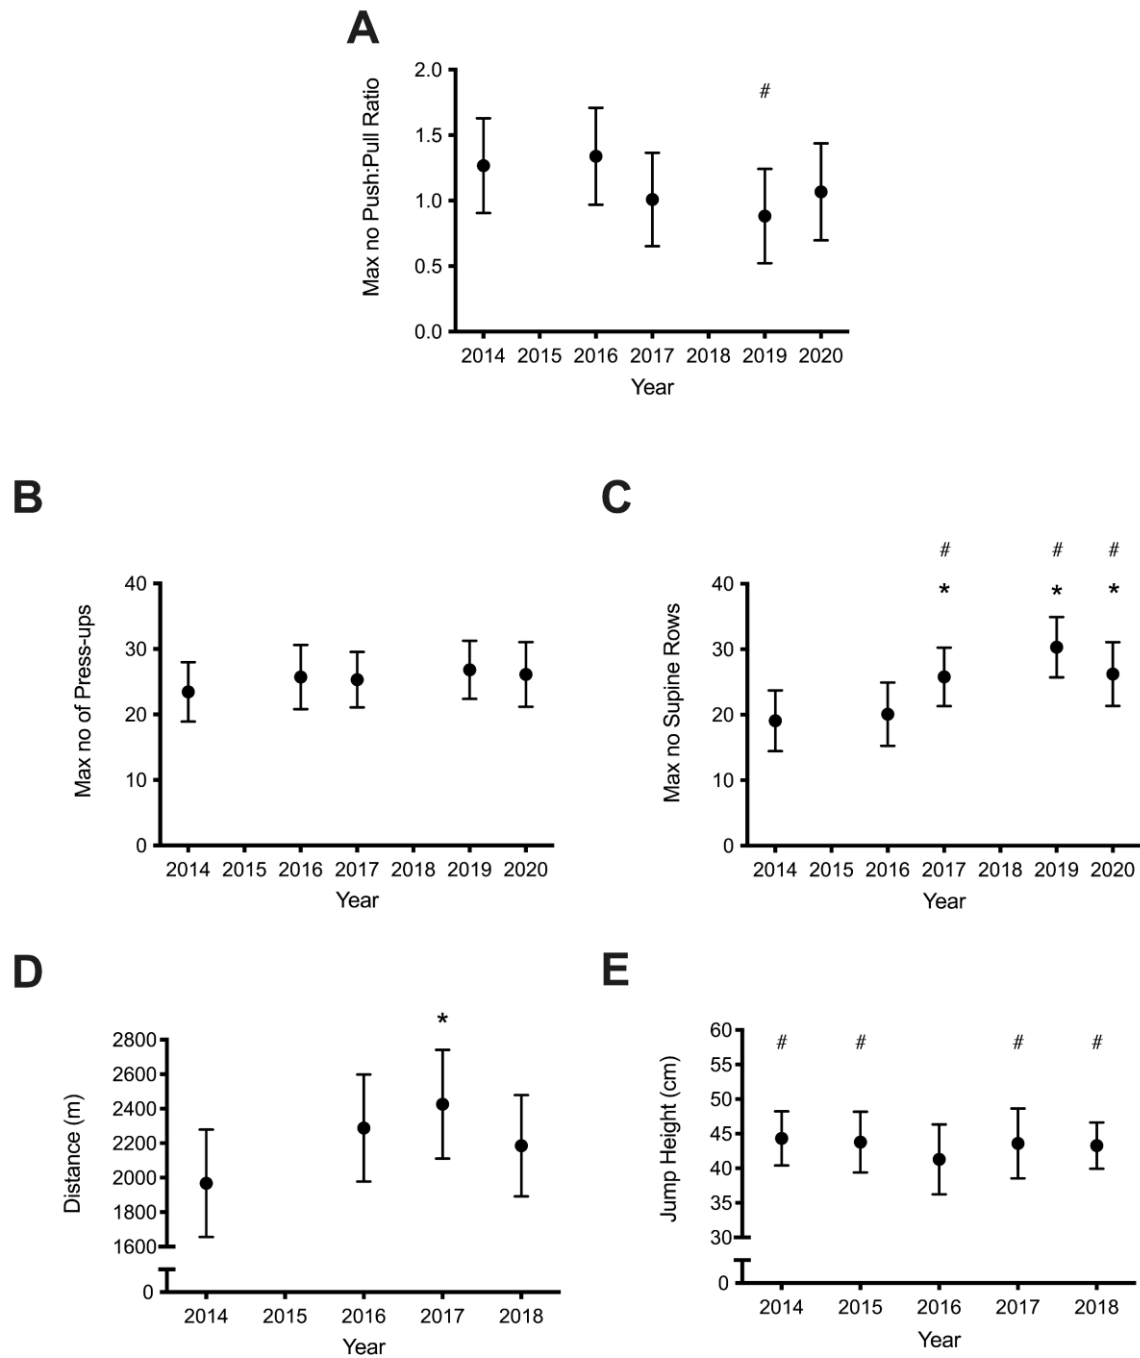 A
Max no Push:Pull Ratio
2.0
#
1.5
1.0
0.5
0.0
2014 2015 2016 2017 2018 2019 2020
Year
B
Max no of Press-ups
40
30
20
10
0
2014 2015 2016 2017 2018 2019 2020
Year
C
Max no Supine Rows
# # #
* * *
40
30
20
10
0
2014 2015 2016 2017 2018 2019 2020
Year
D
Distance (m)
*
2800
2600
2400
2200
2000
1800
1600
0
2014 2015 2016 2017 2018
Year
E
Jump Height (cm)
60
# # # #
55
50
45
40
35
30
0
2014 2015 2016 2017 2018
Year